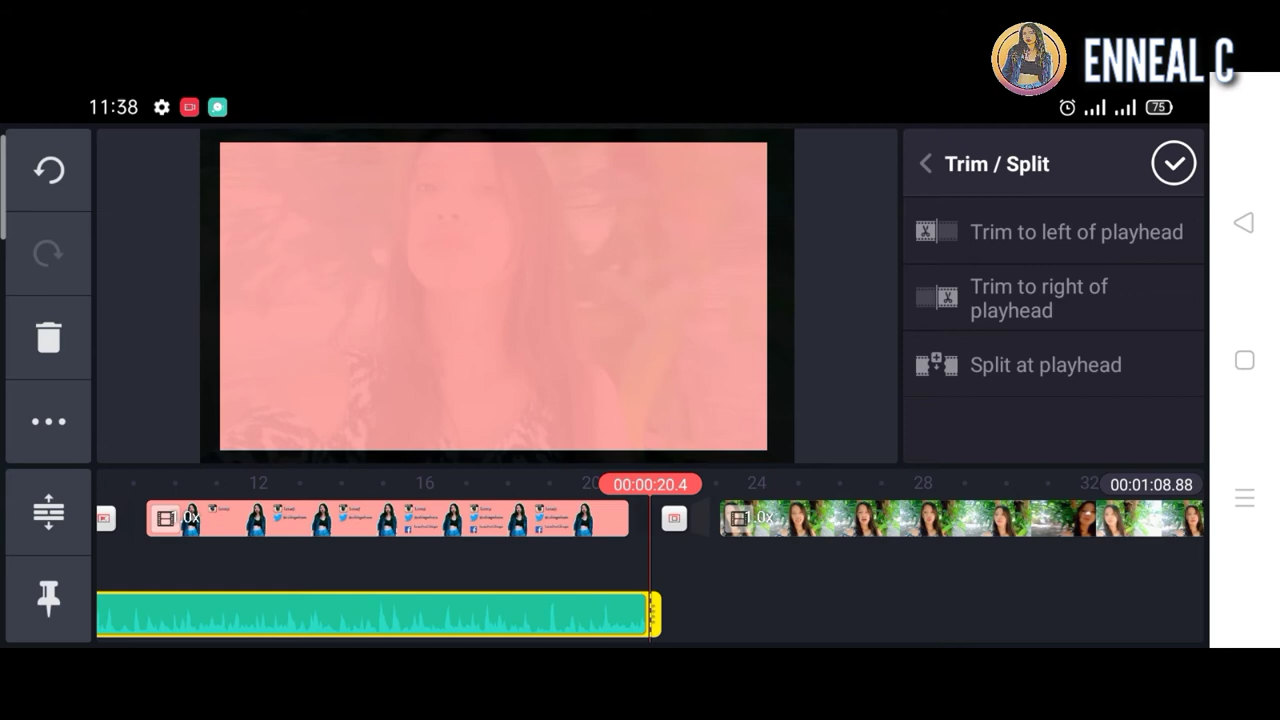 ENNEAL C
11:38
75
Trim / Split
Trim to left of playhead
Trim to right of
playhead
Split at playhead
12
16
20
00:00:20.4
24
28
32
00:01:08.88
1.0x
1.0x